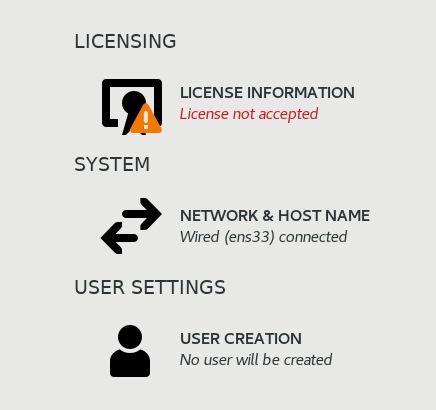 LICENSING
LICENSE INFORMATION
License not accepted
SYSTEM
NETWORK & HOST NAME
Wired (ens33) connected
USER SETTINGS
USER CREATION
No user will be created